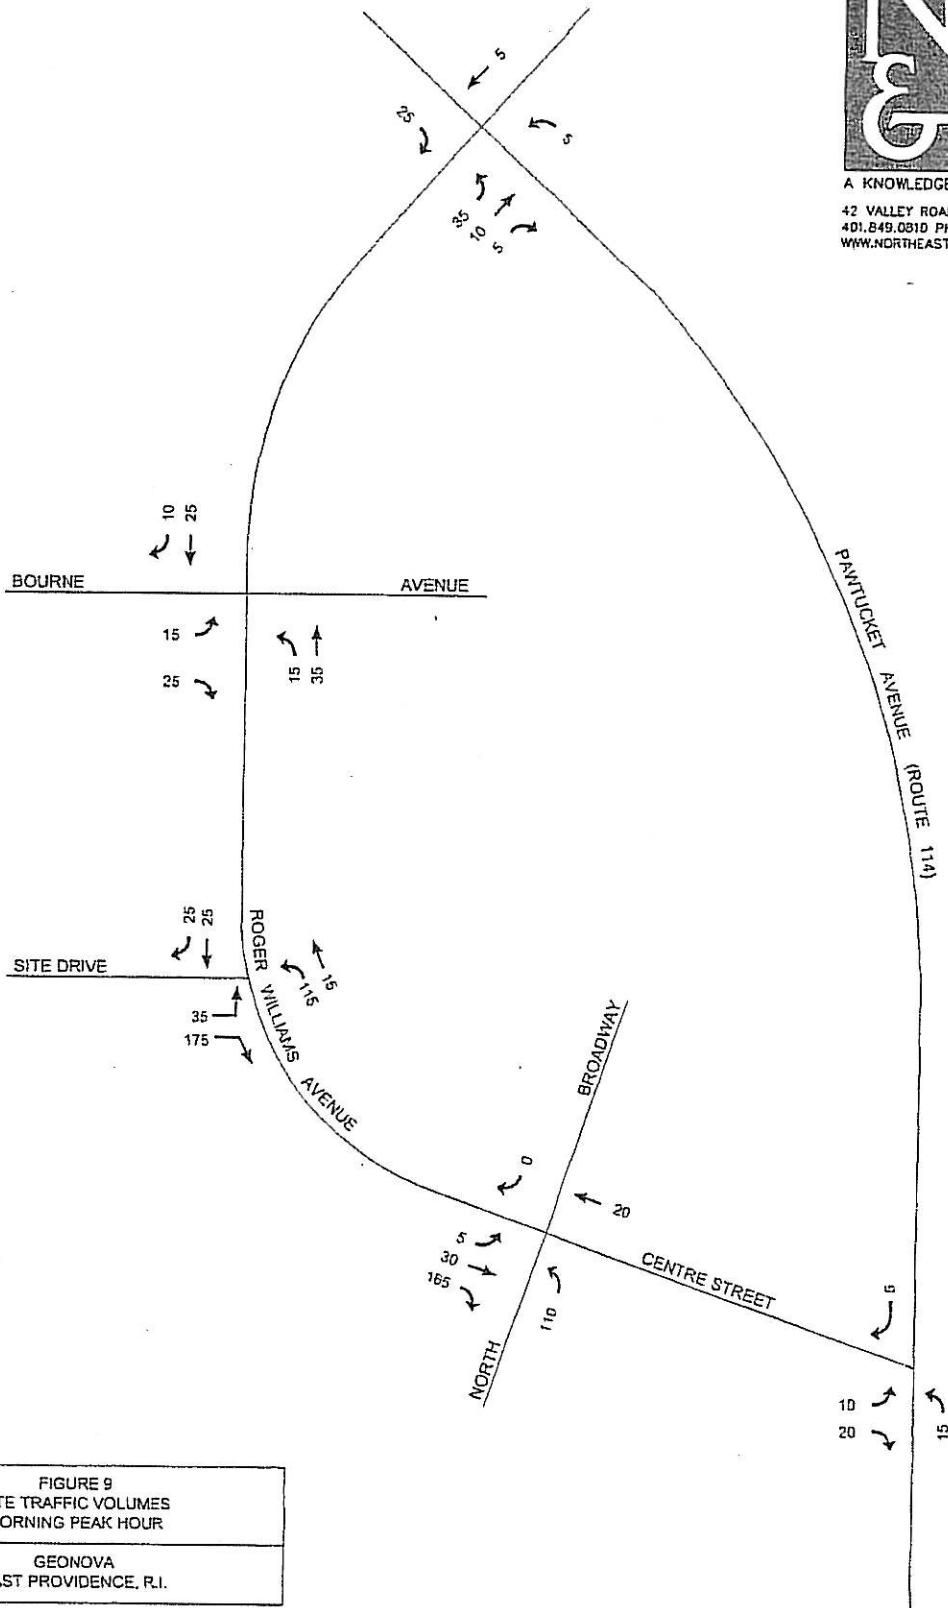 A KNOWLEDGE
42 VALLEY ROA
401.849.0810 PH
WWW.NORTHEAST
5
25
5
35
10
5
10
25
BOURNE AVENUE
15
25
15
35
PAWTUCKET AVENUE (ROUTE 114)
25
25
SITE DRIVE
35
175
ROGER WILLIAMS AVENUE
15
115
NORTH BROADWAY
0
20
5
30
165
110
CENTRE STREET
5
10
20
15
FIGURE 9
TE TRAFFIC VOLUMES
ORNING PEAK HOUR
GEONOVA
AST PROVIDENCE, R.I.